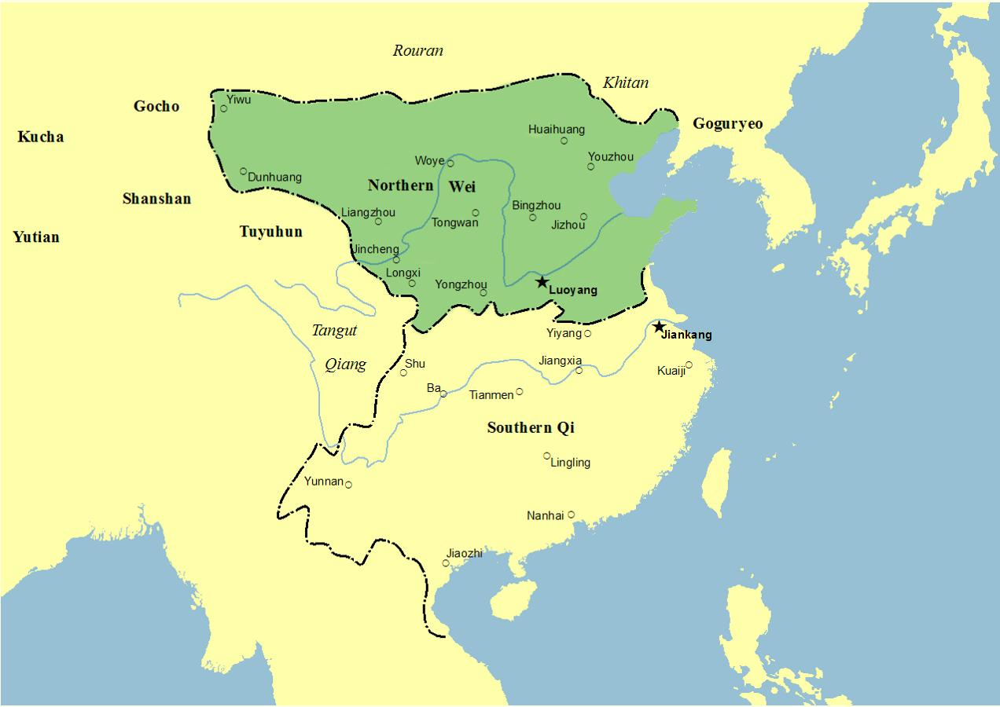 Rouran
Khitan
Yiwu
Gocho
Goguryeo
Huaihuang
Kucha
Youzhou
Woye
Dunhuang
Northern Wei
Shanshan
Bingzhou
Liangzhou
Tongwan
Jizhou
Tuyuhun
Yutian
Jincheng
Longxi
Yongzhou
Luoyang
Tangut
Yiyang
Jiankang
Qiang
Shu
Jiangxia
Kuaiji
Ba
Tianmen
Southern Qi
Lingling
Yunnan
Nanhai
Jiaozhi